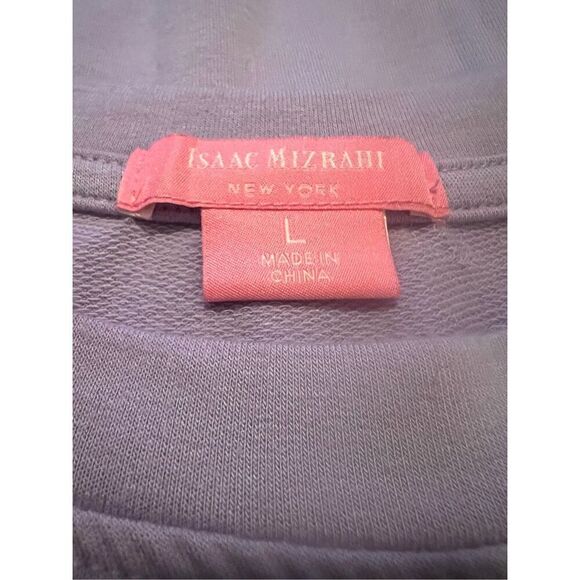 ISAAC MIZRAHI
NEW YORK
L
MADE IN
CHINA